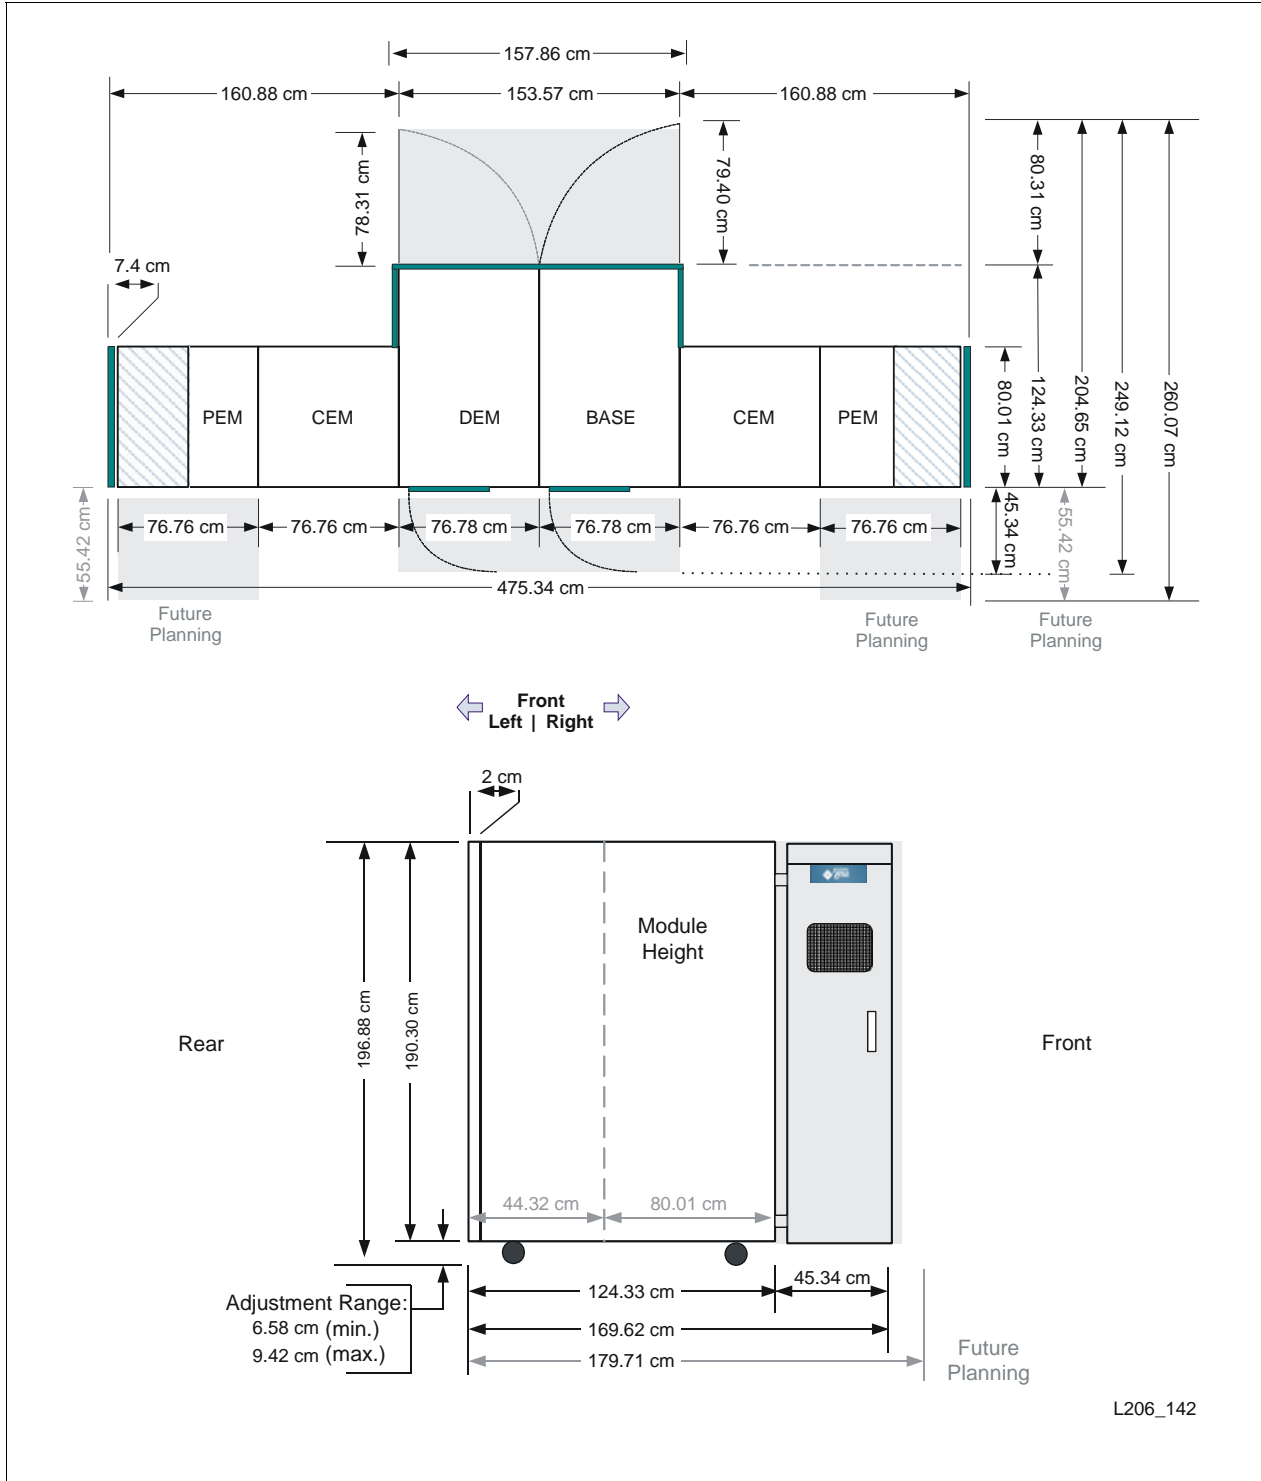 157.86 cm
160.88 cm
153.57 cm
160.88 cm
78.31 cm
79.40 cm
80.31 cm
7.4 cm
PEM
CEM
DEM
BASE
CEM
PEM
80.01 cm
124.33 cm
204.65 cm
249.12 cm
260.07 cm
55.42 cm
76.76 cm
76.76 cm
76.78 cm
76.78 cm
76.76 cm
76.76 cm
45.34 cm
55.42 cm
475.34 cm
Future
Planning
Future
Planning
Future
Planning
Front
Left | Right
2 cm
Module
Height
196.88 cm
190.30 cm
Rear
Front
44.32 cm
80.01 cm
Adjustment Range:
6.58 cm (min.)
9.42 cm (max.)
124.33 cm
45.34 cm
169.62 cm
179.71 cm
Future
Planning
L206_142